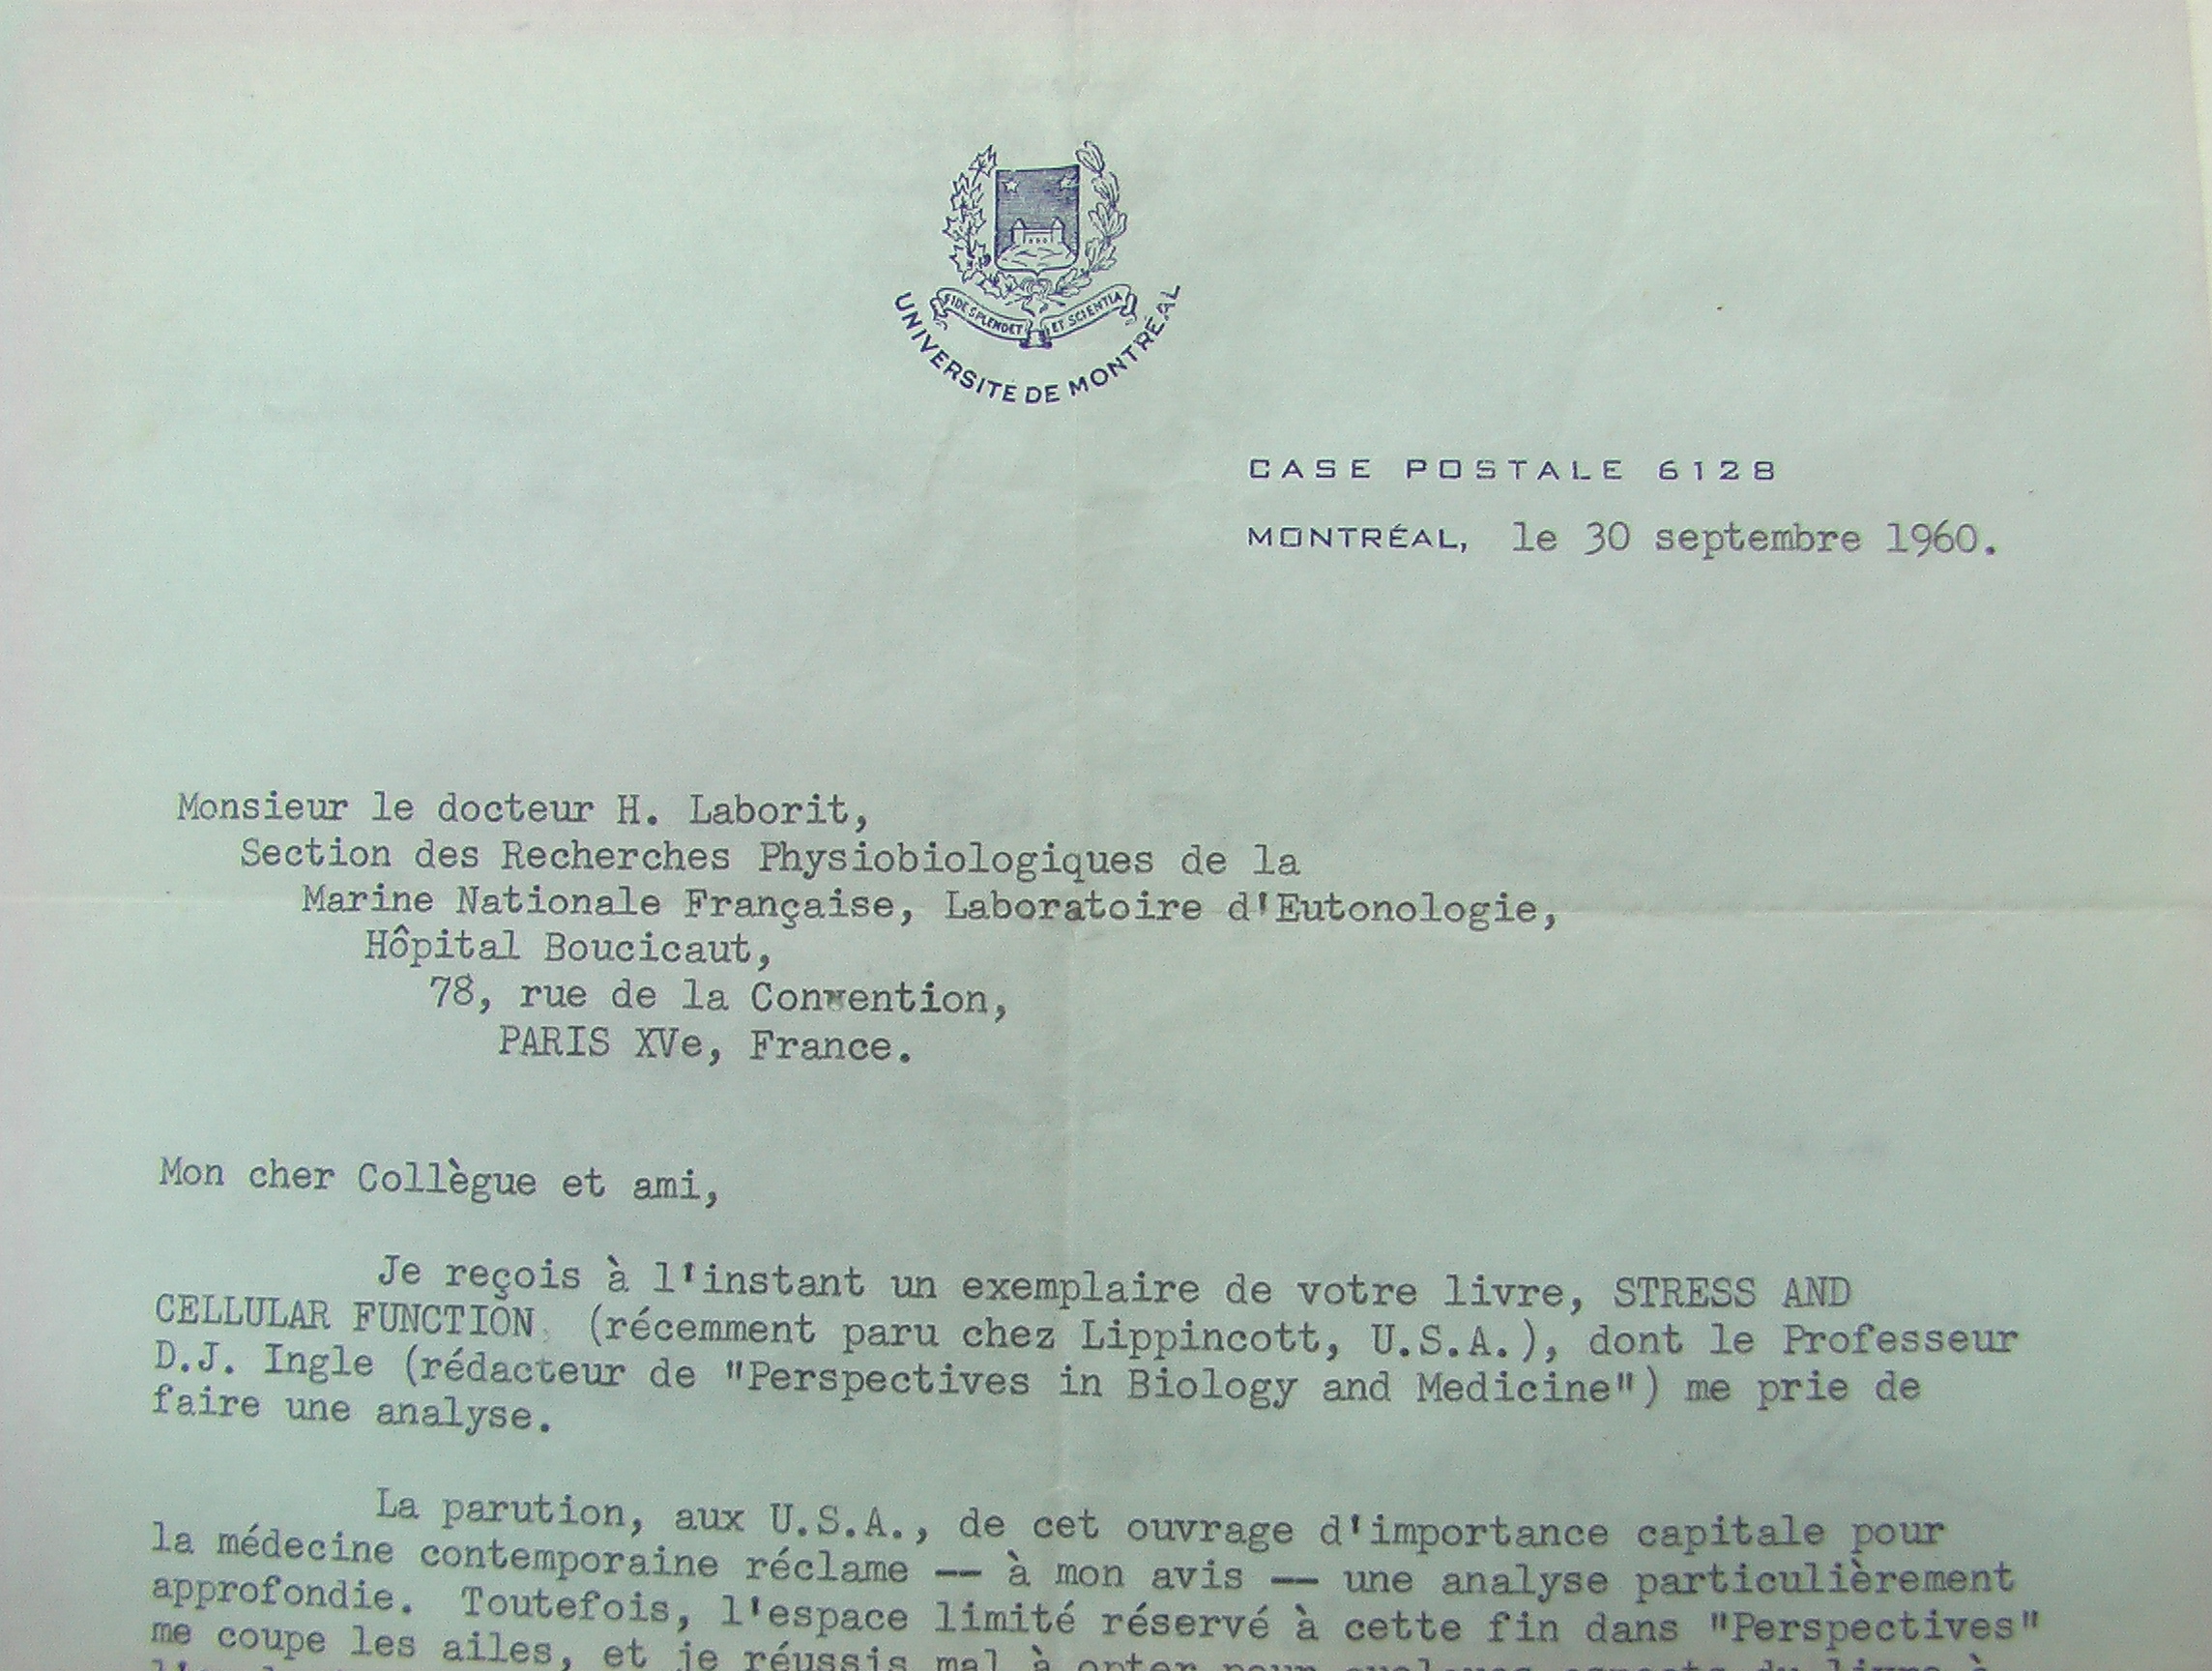 FIDE SPLENDET ET SCIENTIA
UNIVERSITÉ DE MONTRÉAL
CASE POSTALE 6128
MONTRÉAL, le 30 septembre 1960.
Monsieur le docteur H. Laborit,
Section des Recherches Physiobiologiques de la
Marine Nationale Française, Laboratoire d'Eutonologie,
Hôpital Boucicaut,
78, rue de la Convention,
PARIS XVe, France.
Mon cher Collègue et ami,
Je reçois à l'instant un exemplaire de votre livre, STRESS AND
CELLULAR FUNCTION (récemment paru chez Lippincott, U.S.A.), dont le Professeur
D.J. Ingle (rédacteur de "Perspectives in Biology and Medicine") me prie de
faire une analyse.
La parution, aux U.S.A., de cet ouvrage d'importance capitale pour
la médecine contemporaine réclame -- à mon avis -- une analyse particulièrement
approfondie. Toutefois, l'espace limité réservé à cette fin dans "Perspectives"
me coupe les ailes, et je réussis mal à opter pour quelques aspects du livre à